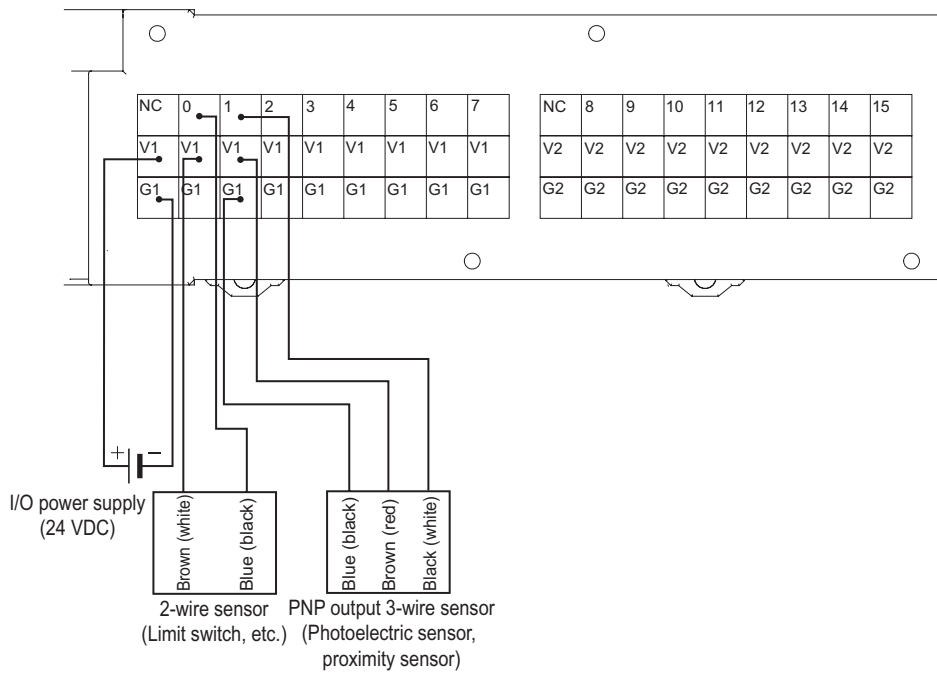 NC 0 1 2 3 4 5 6 7 NC 8 9 10 11 12 13 14 15
V1 V1 V1 V1 V1 V1 V1 V1 V1 V2 V2 V2 V2 V2 V2 V2 V2 V2
G1 G1 G1 G1 G1 G1 G1 G1 G1 G2 G2 G2 G2 G2 G2 G2 G2 G2
+ −
I/O power supply
(24 VDC)
Brown (white)
Blue (black)
2-wire sensor
(Limit switch, etc.)
Blue (black)
Brown (red)
Black (white)
PNP output 3-wire sensor
(Photoelectric sensor,
proximity sensor)